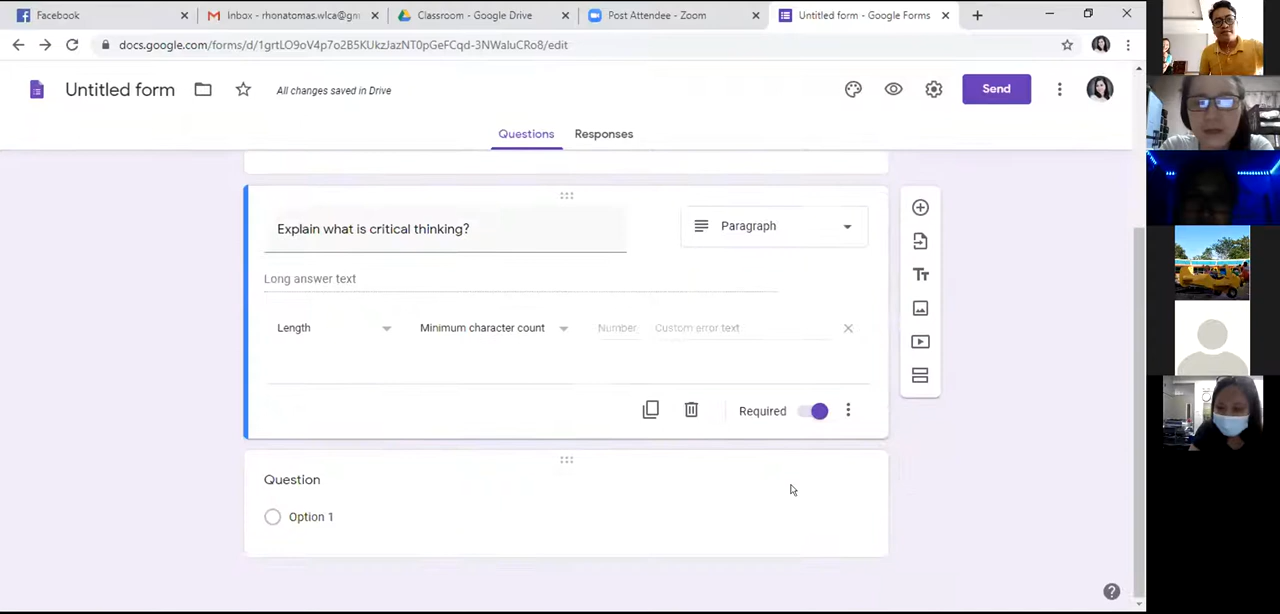 Facebook
Inbox - rhonatomas.wlca@gm
Classroom - Google Drive
Post Attendee - Zoom
Untitled form - Google Forms
docs.google.com/forms/d/1grtLO9oV4p7o2B5KUkzJazNT0pGeFCqd-3NWaluCRo8/edit
Untitled form
All changes saved in Drive
Send
Questions
Responses
Explain what is critical thinking?
Paragraph
Long answer text
Length
Minimum character count
Number
Custom error text
Required
Question
Option 1